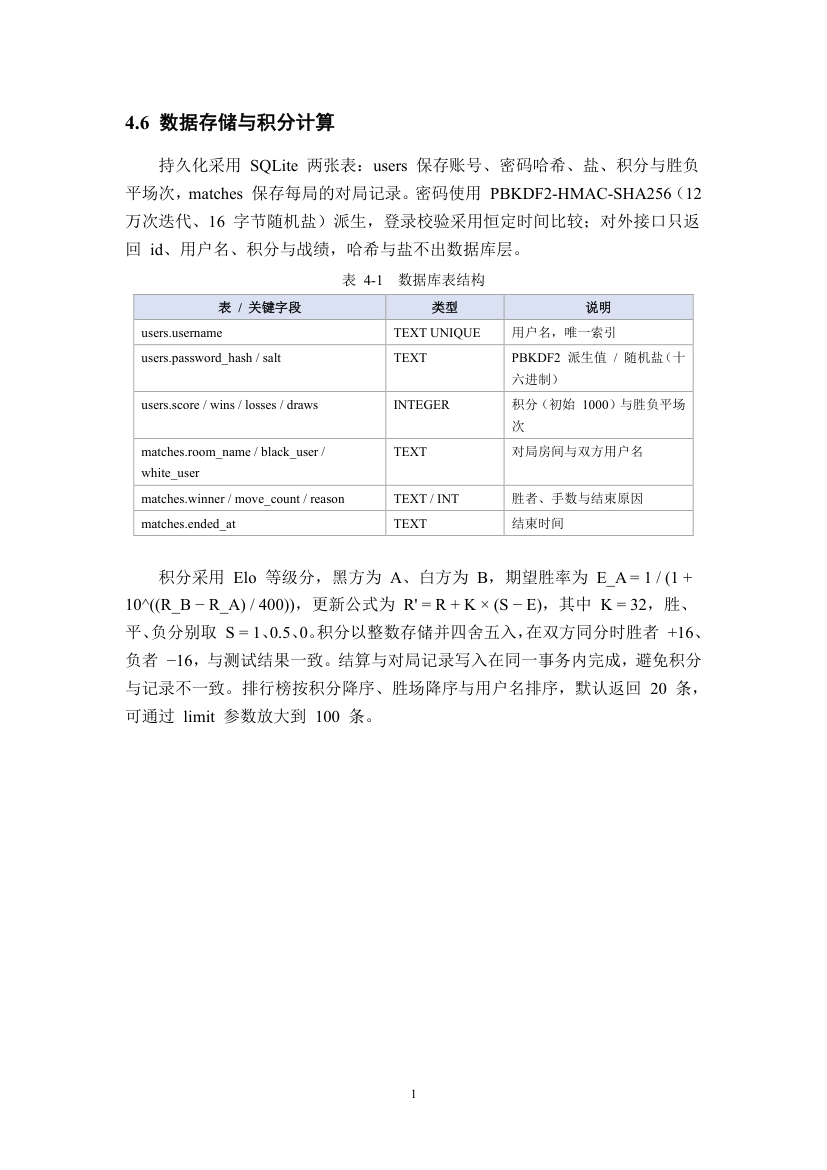 4.6 数据存储与积分计算
持久化采用 SQLite 两张表：users 保存账号、密码哈希、盐、积分与胜负
平场次，matches 保存每局的对局记录。密码使用 PBKDF2-HMAC-SHA256（12
万次迭代、16 字节随机盐）派生，登录校验采用恒定时间比较；对外接口只返
回 id、用户名、积分与战绩，哈希与盐不出数据库层。
表 4-1 数据库表结构
表 / 关键字段 类型 说明
users.username TEXT UNIQUE 用户名，唯一索引
users.password_hash / salt TEXT PBKDF2 派生值 / 随机盐（十
六进制）
users.score / wins / losses / draws INTEGER 积分（初始 1000）与胜负平场
次
matches.room_name / black_user / TEXT 对局房间与双方用户名
white_user
matches.winner / move_count / reason TEXT / INT 胜者、手数与结束原因
matches.ended_at TEXT 结束时间
积分采用 Elo 等级分，黑方为 A、白方为 B，期望胜率为 E_A = 1 / (1 +
10^((R_B − R_A) / 400))，更新公式为 R' = R + K × (S − E)，其中 K = 32，胜、
平、负分别取 S = 1、0.5、0。积分以整数存储并四舍五入，在双方同分时胜者 +16、
负者 −16，与测试结果一致。结算与对局记录写入在同一事务内完成，避免积分
与记录不一致。排行榜按积分降序、胜场降序与用户名排序，默认返回 20 条，
可通过 limit 参数放大到 100 条。
1